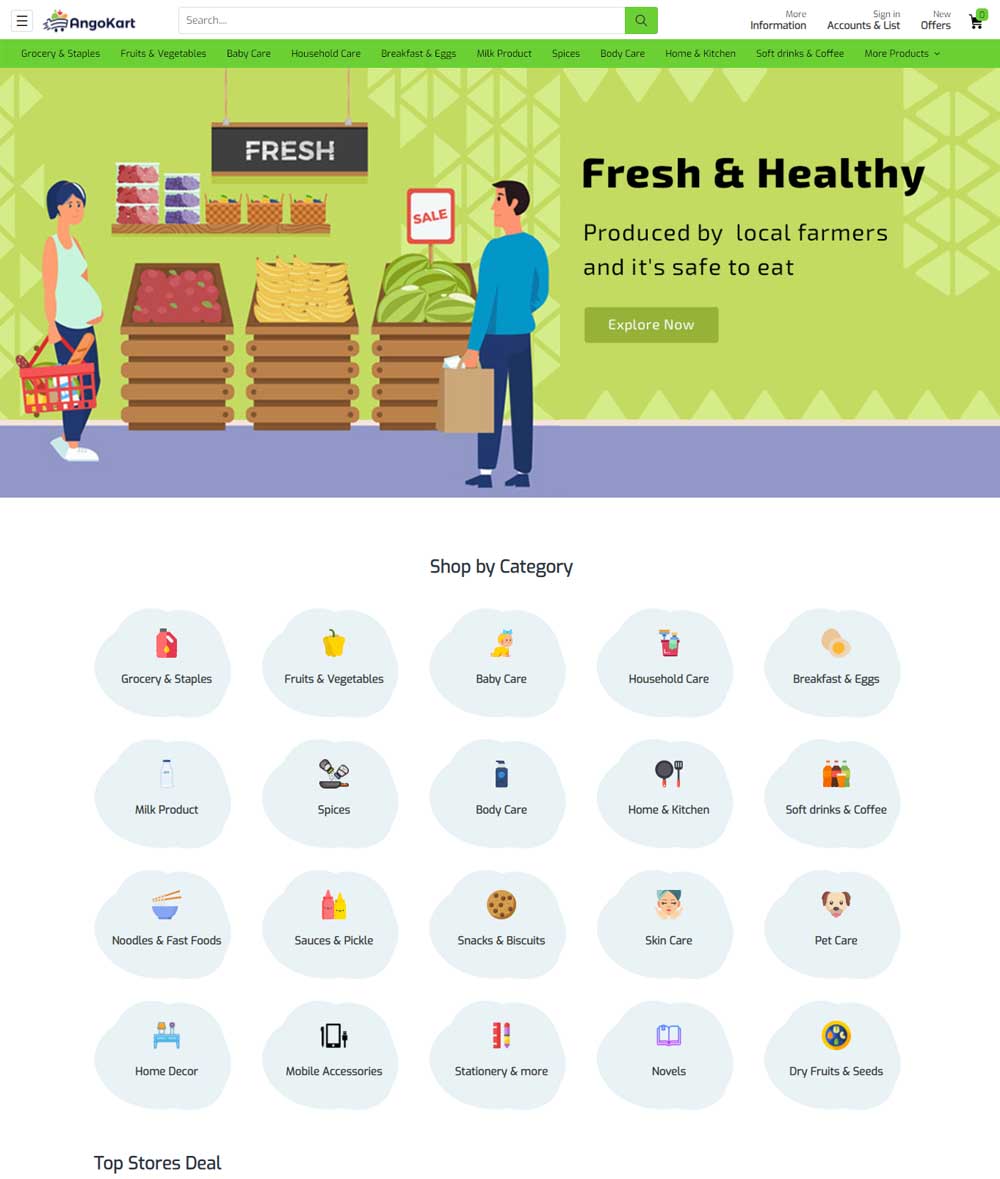 AngoKart
Search....
More
Information
Sign in
Accounts & List
New
Offers
0
Grocery & Staples Fruits & Vegetables Baby Care Household Care Breakfast & Eggs Milk Product Spices Body Care Home & Kitchen Soft drinks & Coffee More Products
FRESH
SALE
Fresh & Healthy
Produced by local farmers
and it's safe to eat
Explore Now
Shop by Category
Grocery & Staples Fruits & Vegetables Baby Care Household Care Breakfast & Eggs
Milk Product Spices Body Care Home & Kitchen Soft drinks & Coffee
Noodles & Fast Foods Sauces & Pickle Snacks & Biscuits Skin Care Pet Care
Home Decor Mobile Accessories Stationery & more Novels Dry Fruits & Seeds
Top Stores Deal